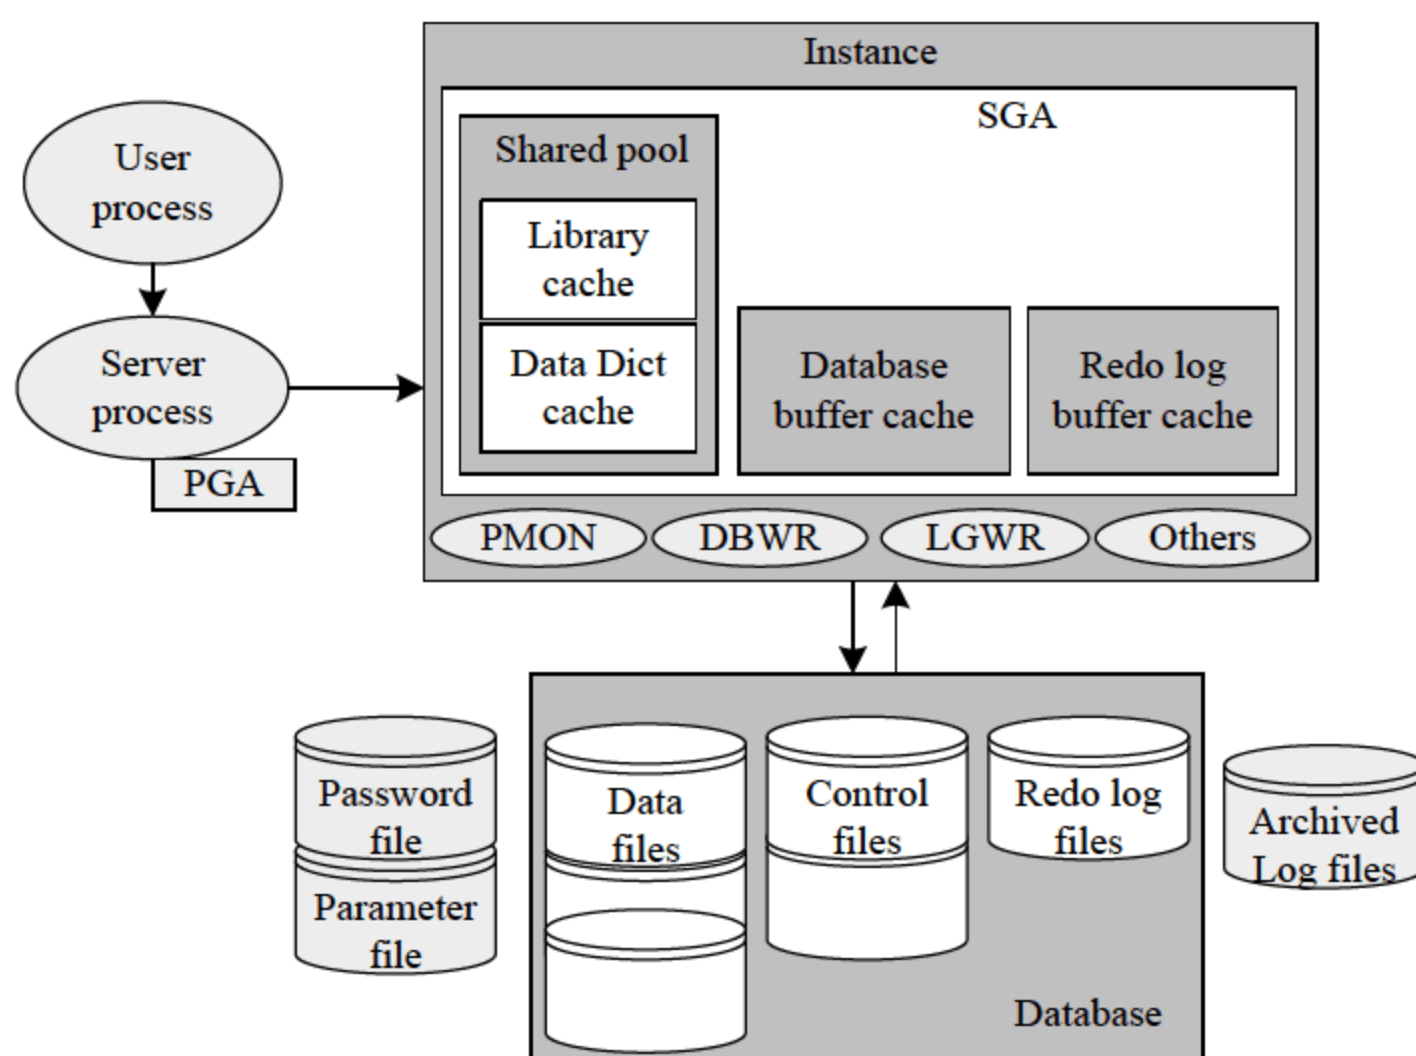 Instance
SGA
User
process
Shared pool
Library
cache
Data Dict
cache
Server
process
PGA
Database
buffer cache
Redo log
buffer cache
PMON
DBWR
LGWR
Others
Password
file
Parameter
file
Data
files
Control
files
Redo log
files
Archived
Log files
Database